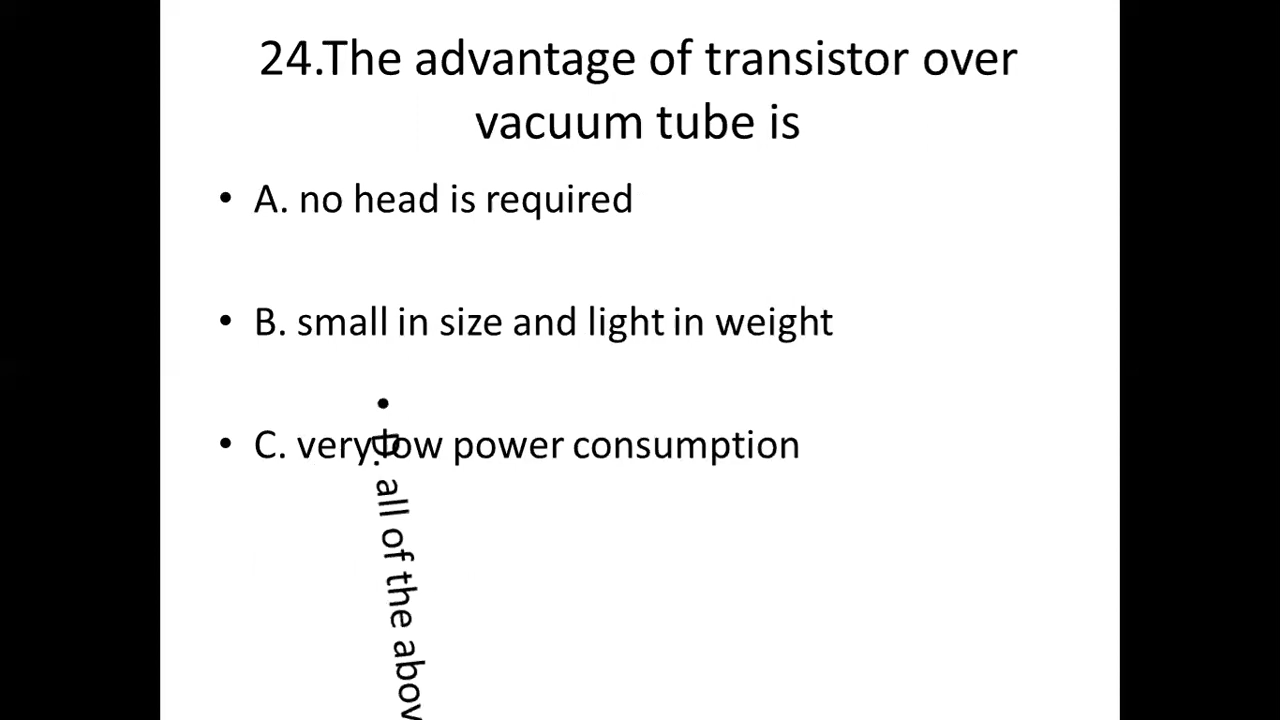 24.The advantage of transistor over
vacuum tube is
• A. no head is required
• B. small in size and light in weight
• C. very low power consumption
• D. all of the abov